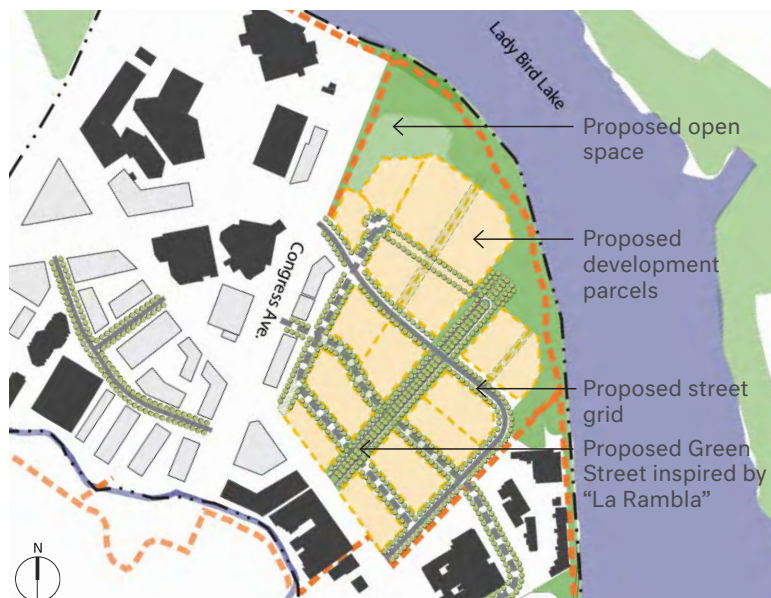 Lady Bird Lake
Proposed open
space
Proposed
development
parcels
Congress Ave.
Proposed street
grid
Proposed Green
Street inspired by
“La Rambla”
N